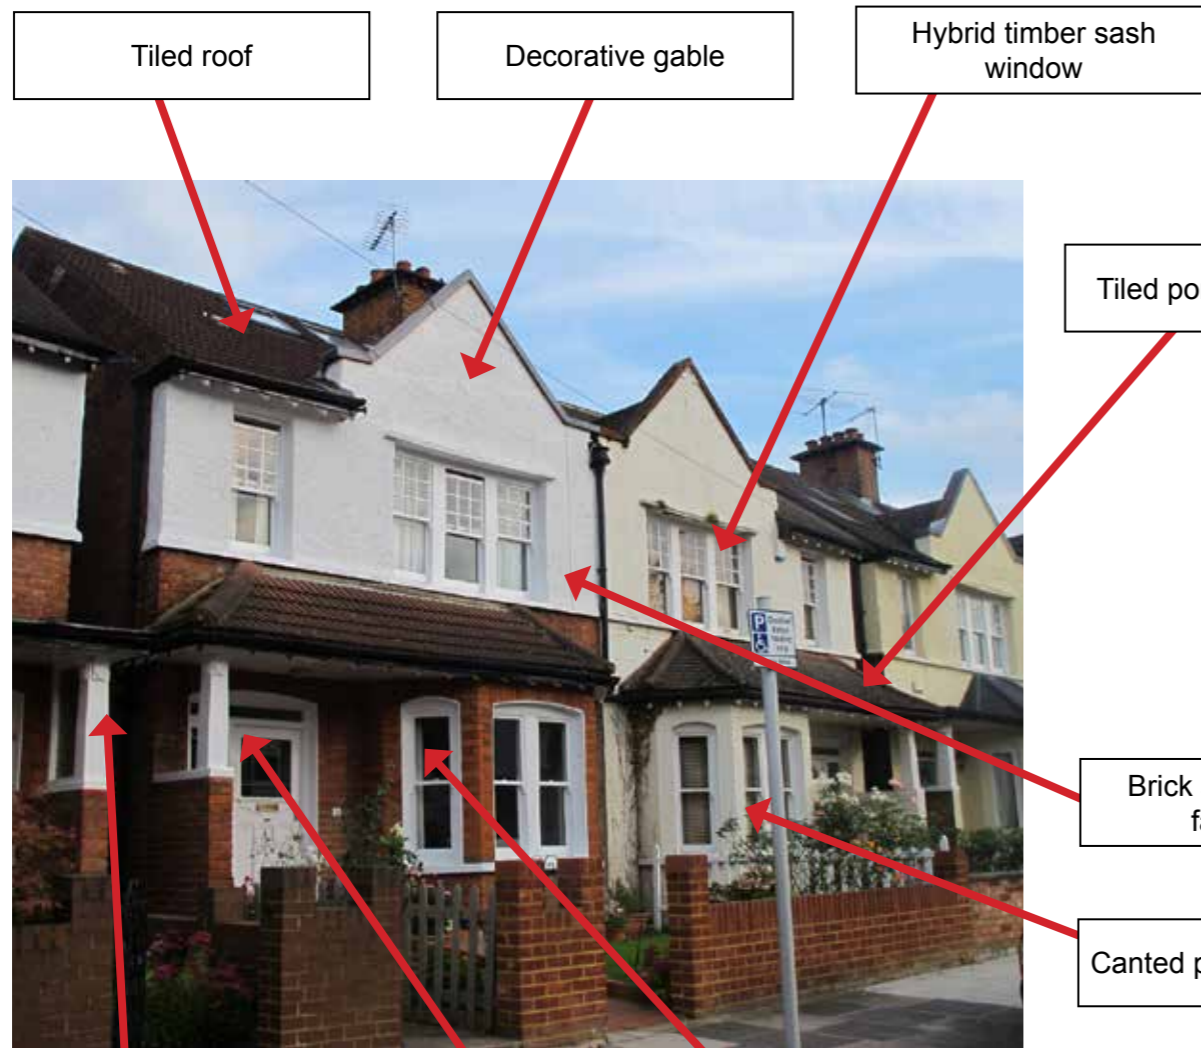 Tiled roof
Decorative gable
Hybrid timber sash
window
Tiled po
Brick
fa
Canted p
P